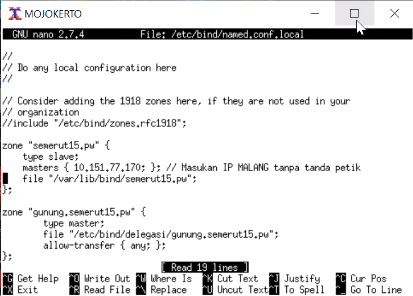 MOJOKERTO
GNU nano 2.7.4 File: /etc/bind/named.conf.local
//
// Do any local configuration here
//
// Consider adding the 1918 zones here, if they are not used in your
// organization
//include "/etc/bind/zones.rfc1918";
zone "semerut15.pw" {
type slave;
masters { 10.151.77.170; }; // Masukan IP MALANG tanpa tanda petik
file "/var/lib/bind/semerut15.pw";
};
zone "gunung.semerut15.pw" {
type master;
file "/etc/bind/delegasi/gunung.semerut15.pw";
allow-transfer { any; };
};
[ Read 19 lines ]
^G Get Help ^O Write Out ^W Where Is ^K Cut Text ^J Justify ^C Cur Pos
^X Exit ^R Read File ^\ Replace ^U Uncut Text ^T To Spell ^_ Go To Line